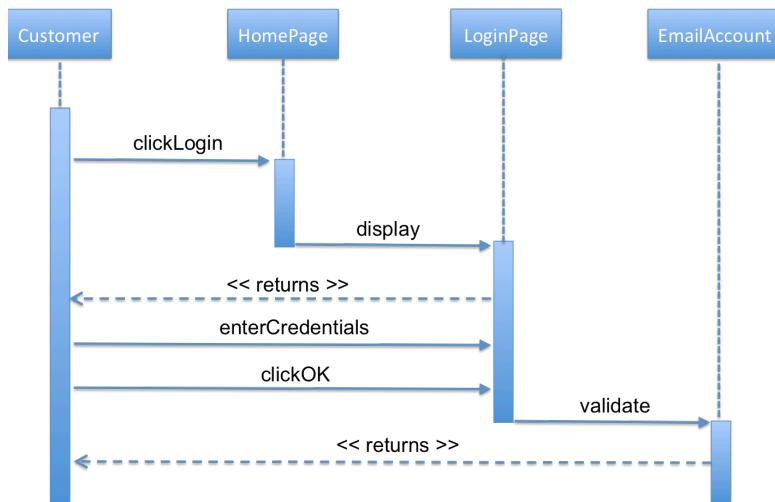 Customer
HomePage
LoginPage
EmailAccount
clickLogin
display
<< returns >>
enterCredentials
clickOK
validate
<< returns >>